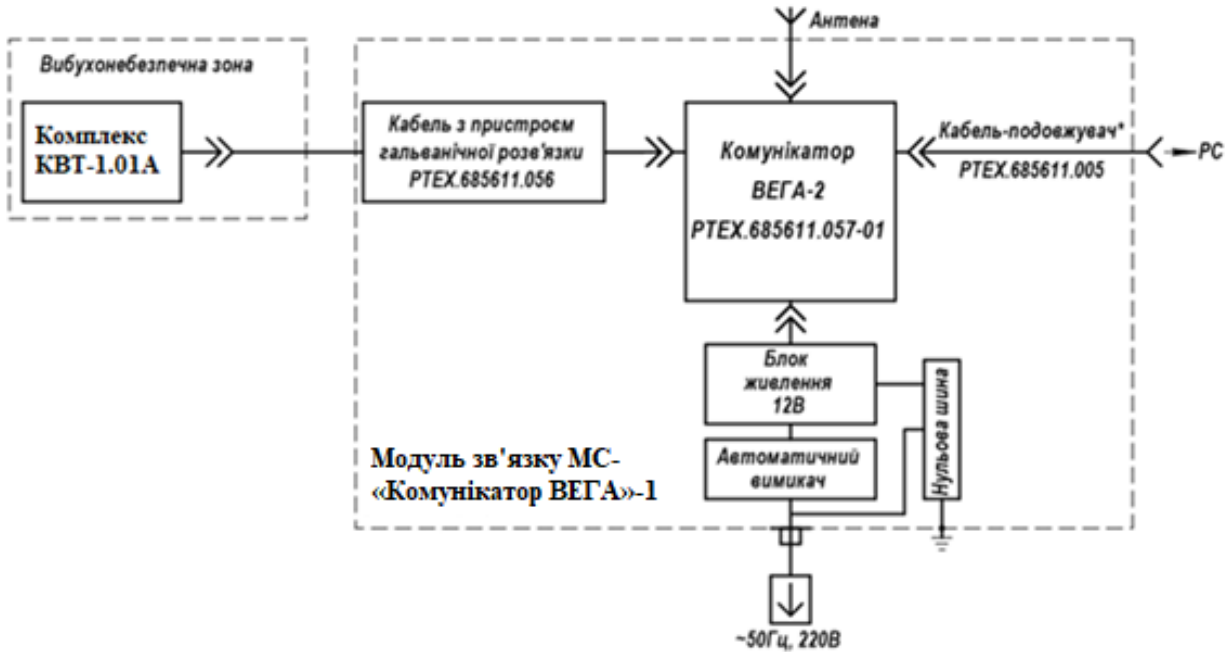 Антена
Вибухонебезпечна зона
Комплекс
КВТ-1.01А
Кабель з пристроєм
гальванічної розв'язки
РТЕХ.685611.056
Комунікатор
ВЕГА-2
РТЕХ.685611.057-01
Кабель-подовжувач*
РТЕХ.685611.005
PC
Блок
живлення
12В
Автоматичний
вимикач
Нульова шина
Модуль зв'язку МС-
«Комунікатор ВЕГА»-1
~50Гц, 220В